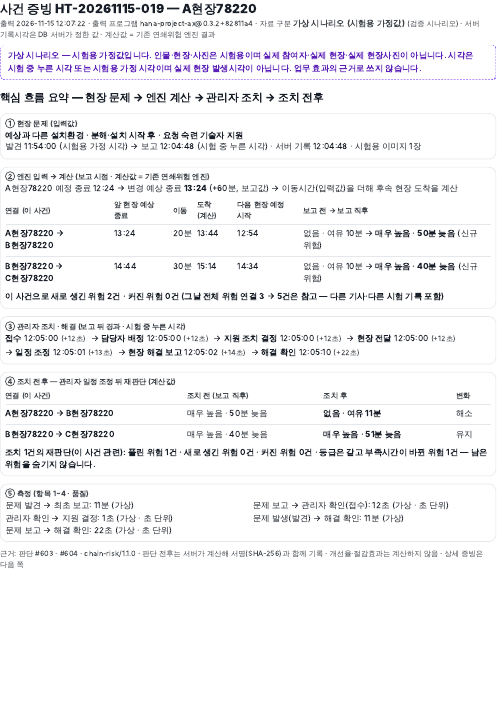 사건 증빙 HT-20261115-019 — A현장78220
출력 2026-11-15 12:07:22 · 출력 프로그램 hana-project-ax@0.3.2+82811a4 · 자료 구분 가상 시나리오 (시험용 가정값) (검증 시나리오) · 서버
기록시각은 DB 서버가 정한 값 · 계산값 = 기존 연쇄위험 엔진 결과
가상 시나리오 — 시험용 가정값입니다. 인물·현장·사진은 시험용이며 실제 참여자·실제 현장·실제 현장사진이 아닙니다. 시각은
시험 중 누른 시각 또는 시험용 가정 시각이며 실제 현장 발생시각이 아닙니다. 업무 효과의 근거로 쓰지 않습니다.
핵심 흐름 요약 — 현장 문제 → 엔진 계산 → 관리자 조치 → 조치 전후
① 현장 문제 (입력값)
예상과 다른 설치환경 · 분해·설치 시작 후 · 요청 숙련 기술자 지원
발견 11:54:00 (시험용 가정 시각) → 보고 12:04:48 (시험 중 누른 시각) · 서버 기록 12:04:48 · 시험용 이미지 1장
② 엔진 입력 → 결과 (보고 시점 · 계산값 = 기존 연쇄위험 엔진)
A현장78220 예정 종료 12:24 → 변경 예상 종료 13:24 (+60분, 보고값) → 이동시간(입력값)을 더해 후속 현장 도착을 계산
연결 (이 사건) 앞 현장 예상 종료 이동 도착 (계산) 다음 현장 예정 시작 보고 전 → 보고 직후
A현장78220 → B현장78220 13:24 20분 13:44 12:54 없음 · 여유 10분 → 매우 높음 · 50분 늦음 (신규 위험)
B현장78220 → C현장78220 14:44 30분 15:14 14:34 없음 · 여유 10분 → 매우 높음 · 40분 늦음 (신규 위험)
이 사건으로 새로 생긴 위험 2건 · 커진 위험 0건 (그날 전체 위험 연결 3 → 5건은 참고 — 다른 기사·다른 시험 기록 포함)
③ 관리자 조치 · 해결 (보고 뒤 경과 · 시험 중 누른 시각)
접수 12:05:00 (+12초) → 담당자 배정 12:05:00 (+12초) → 지원 조치 결정 12:05:00 (+12초) → 현장 전달 12:05:00 (+12초)
→ 일정 조정 12:05:01 (+13초) → 현장 해결 보고 12:05:02 (+14초) → 해결 확인 12:05:10 (+22초)
④ 조치 전후 — 관리자 일정 조정 뒤 재판단 (계산값)
연결 (이 사건) 조치 전 (보고 직후) 조치 후 변화
A현장78220 → B현장78220 매우 높음 · 50분 늦음 없음 · 여유 11분 해소
B현장78220 → C현장78220 매우 높음 · 40분 늦음 매우 높음 · 51분 늦음 유지
조치 1건의 재판단(이 사건 관련): 풀린 위험 1건 · 새로 생긴 위험 0건 · 커진 위험 0건 · 등급은 같고 부족시간이 바뀐 위험 1건 — 남은
위험을 숨기지 않습니다.
⑤ 측정 (항목 1~4 · 품질)
문제 발견 → 최초 보고: 11분 (가상) 문제 보고 → 관리자 확인(접수): 12초 (가상 · 초 단위)
관리자 확인 → 지원 결정: 1초 (가상 · 초 단위) 문제 발생(발견) → 해결 확인: 11분 (가상)
문제 보고 → 해결 확인: 22초 (가상 · 초 단위)
근거: 판단 #603 · #604 · chain-risk/1.1.0 · 판단 전후는 서버가 계산해 서명(SHA-256)과 함께 기록 · 개선율·절감효과는 계산하지 않음 · 상세 증빙은
다음 쪽